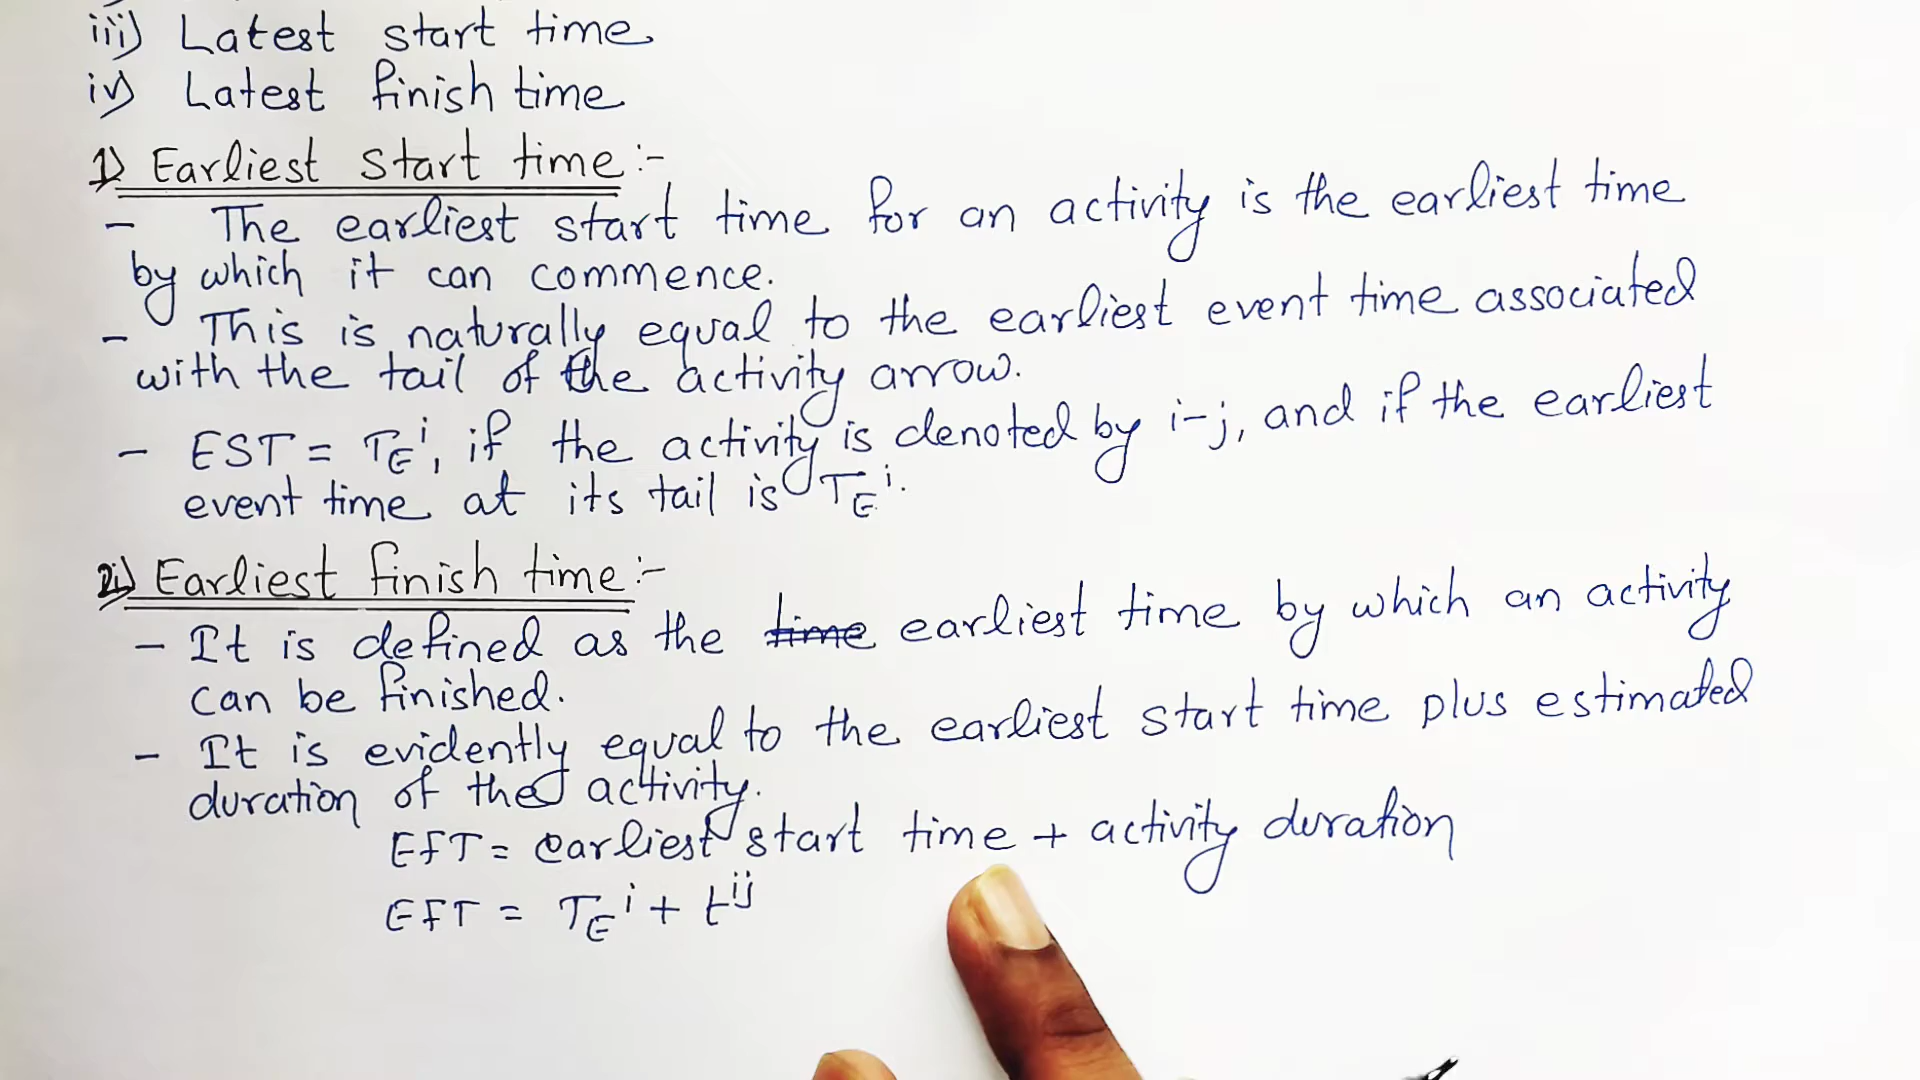 iii) Latest start time
iv) Latest finish time
1) Earliest start time:-
- The earliest start time for an activity is the earliest time
by which it can commence.
- This is naturally equal to the earliest event time associated
with the tail of the activity arrow.
- EST = T_E^i, if the activity is denoted by i-j, and if the earliest
event time at its tail is T_E^i.
2) Earliest finish time:-
- It is defined as the time earliest time by which an activity
can be finished.
- It is evidently equal to the earliest start time plus estimated
duration of the activity.
EFT = earliest start time + activity duration
EFT = T_E^i + t^ij